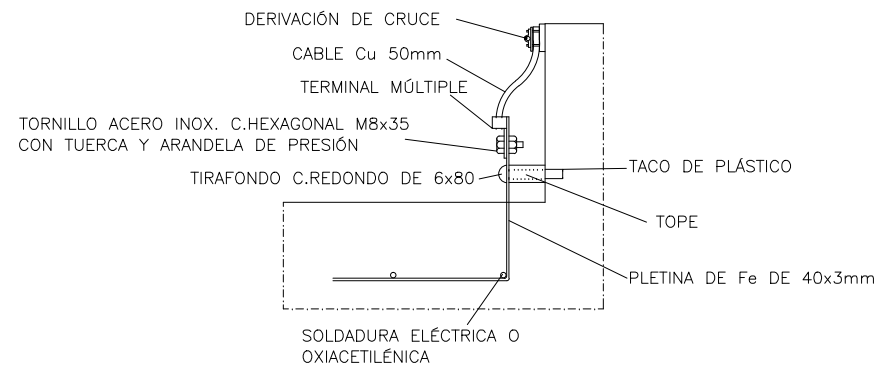 DERIVACIÓN DE CRUCE
CABLE Cu 50mm
TERMINAL MÚLTIPLE
TORNILLO ACERO INOX. C.HEXAGONAL M8x35
CON TUERCA Y ARANDELA DE PRESIÓN
TIRAFONDO C.REDONDO DE 6x80
TACO DE PLÁSTICO
TOPE
PLETINA DE Fe DE 40x3mm
SOLDADURA ELÉCTRICA O
OXIACETILÉNICA